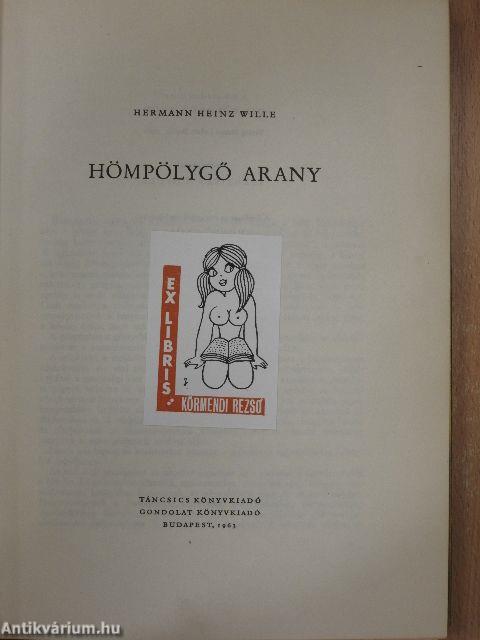 HERMANN HEINZ WILLE
HÖMPÖLYGŐ ARANY
EX LIBRIS
KÖRMENDI REZSŐ
TÁNCSICS KÖNYVKIADÓ
GONDOLAT KÖNYVKIADÓ
BUDAPEST, 1963
Antikvárium.hu